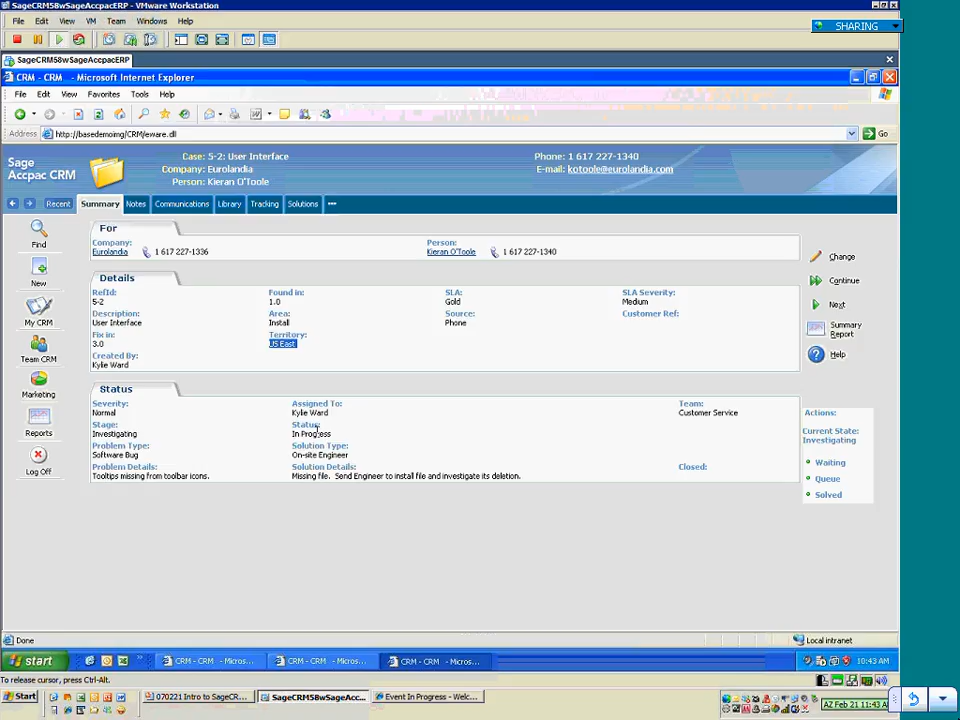 SageCRM58wSageAccpacERP - VMware Workstation
File Edit View VM Team Windows Help
SHARING
SageCRM58wSageAccpacERP
CRM - CRM - Microsoft Internet Explorer
File Edit View Favorites Tools Help
Address http://basedemoimg/CRM/eware.dll Go
Sage
Accpac CRM
Case: 5-2: User Interface
Company: Eurolandia
Person: Kieran O'Toole
Phone: 1 617 227-1340
E-mail: kotoole@eurolandia.com
Recent Summary Notes Communications Library Tracking Solutions
Find
New
My CRM
Team CRM
Marketing
Reports
Log Off
For
Company: Person:
Eurolandia 1 617 227-1336 Kieran O'Toole 1 617 227-1340
Details
RefId: Found in: SLA: SLA Severity:
5-2 1.0 Gold Medium
Description: Area: Source: Customer Ref:
User Interface Install Phone
Fix in: Territory:
3.0 US East
Created By:
Kylie Ward
Status
Severity: Assigned To: Team:
Normal Kylie Ward Customer Service
Stage: Status:
Investigating In Progress
Problem Type: Solution Type:
Software Bug On-site Engineer
Problem Details: Solution Details: Closed:
Tooltips missing from toolbar icons. Missing file. Send Engineer to install file and investigate its deletion.
Change
Continue
Next
Summary
Report
Help
Actions:
Current State:
Investigating
Waiting
Queue
Solved
Done Local intranet
start CRM - CRM - Micros... CRM - CRM - Micros... CRM - CRM - Micros... 10:43 AM
To release cursor, press Ctrl-Alt.
Start 070221 Intro to SageCR... SageCRM58wSageAccpa... Event In Progress - Welc... AZ Feb 21 11:43 A